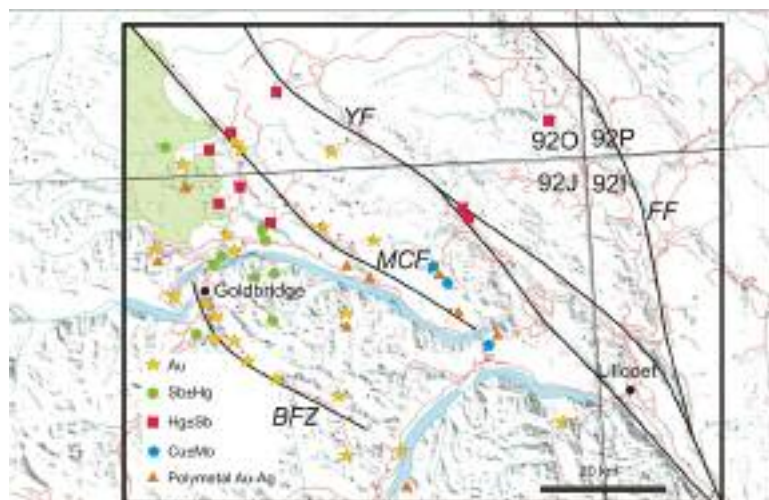 YF
92O 92P
92J 92I
FF
MCF
Goldbridge
Au
Sb±Hg
Lillooet
Hg±Sb
BFZ
Cu±Mo
Polymetal Au-Ag
20 km